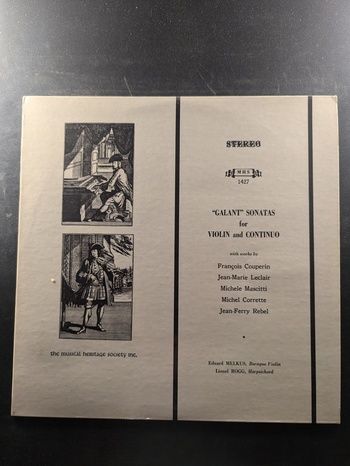 STEREO
MHS
1427
"GALANT" SONATAS
for
VIOLIN and CONTINUO
with works by
François Couperin
Jean-Marie Leclair
Michele Mascitti
Michel Corrette
Jean-Ferry Rebel
Eduard MELKUS, Baroque Violin
Lionel ROGG, Harpsichord
the musical heritage society inc.